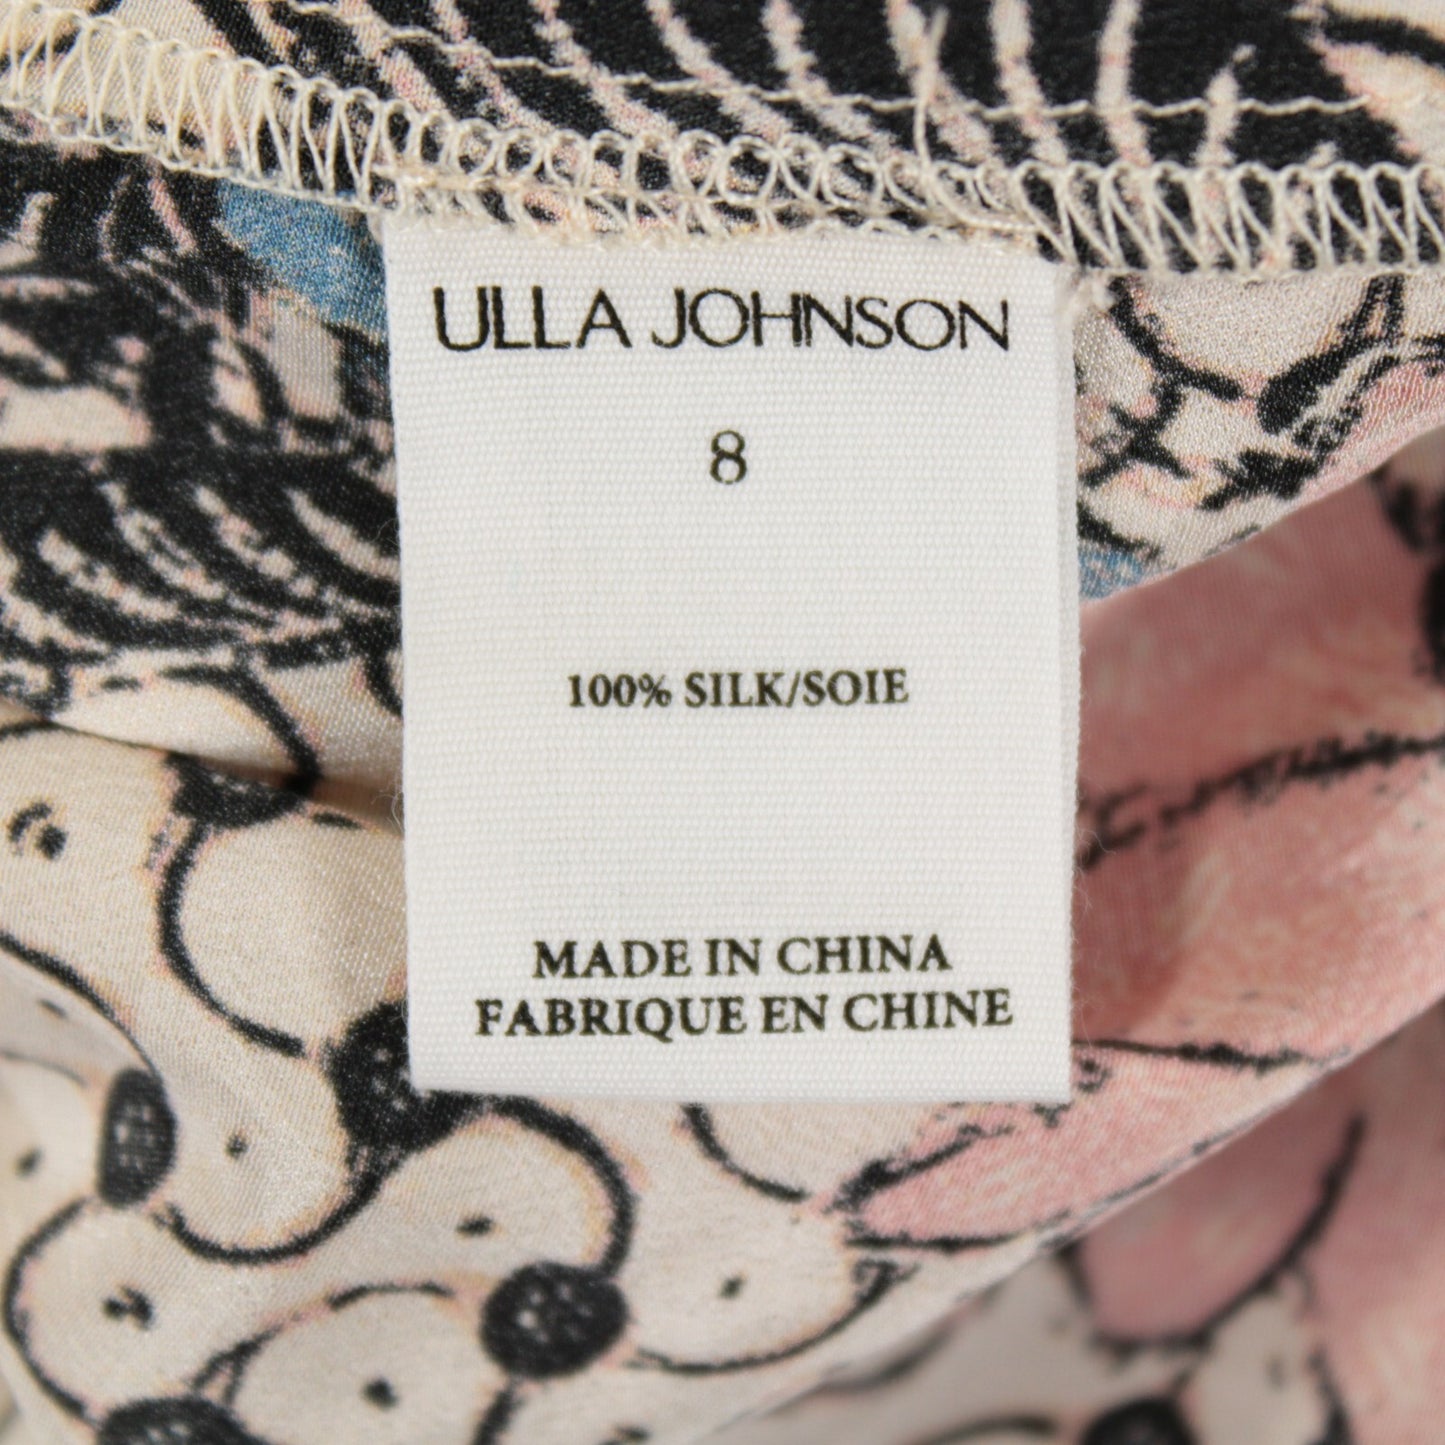 ULLA JOHNSON
8
100% SILK/SOIE
MADE IN CHINA
FABRIQUE EN CHINE